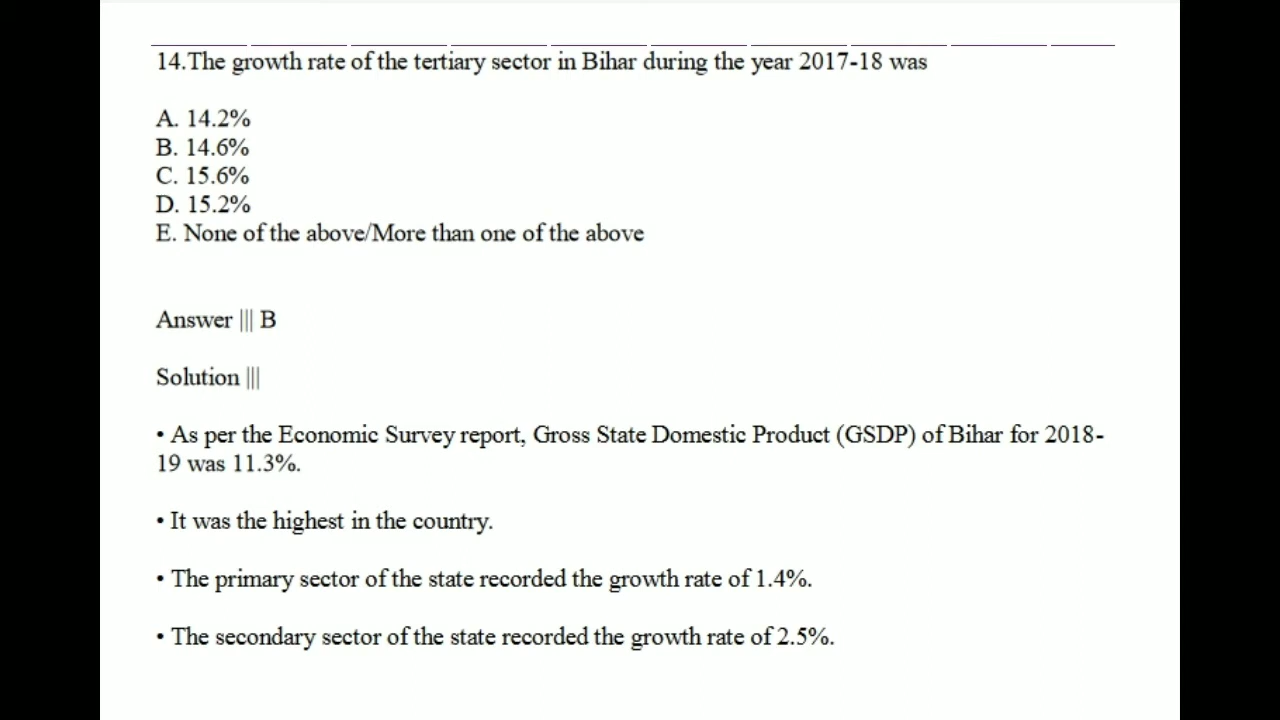 14.The growth rate of the tertiary sector in Bihar during the year 2017-18 was
A. 14.2%
B. 14.6%
C. 15.6%
D. 15.2%
E. None of the above/More than one of the above
Answer ||| B
Solution |||
• As per the Economic Survey report, Gross State Domestic Product (GSDP) of Bihar for 2018-
19 was 11.3%.
• It was the highest in the country.
• The primary sector of the state recorded the growth rate of 1.4%.
• The secondary sector of the state recorded the growth rate of 2.5%.